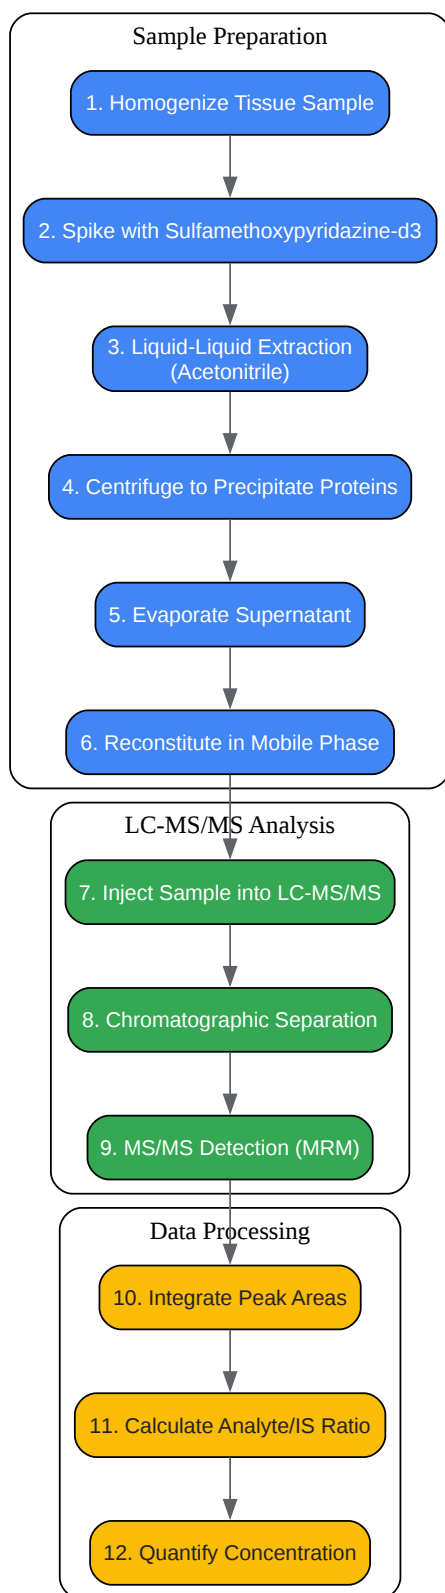 Sample Preparation
1. Homogenize Tissue Sample
2. Spike with Sulfamethoxypyridazine-d3
3. Liquid-Liquid Extraction
(Acetonitrile)
4. Centrifuge to Precipitate Proteins
5. Evaporate Supernatant
6. Reconstitute in Mobile Phase
LC-MS/MS Analysis
7. Inject Sample into LC-MS/MS
8. Chromatographic Separation
9. MS/MS Detection (MRM)
Data Processing
10. Integrate Peak Areas
11. Calculate Analyte/IS Ratio
12. Quantify Concentration